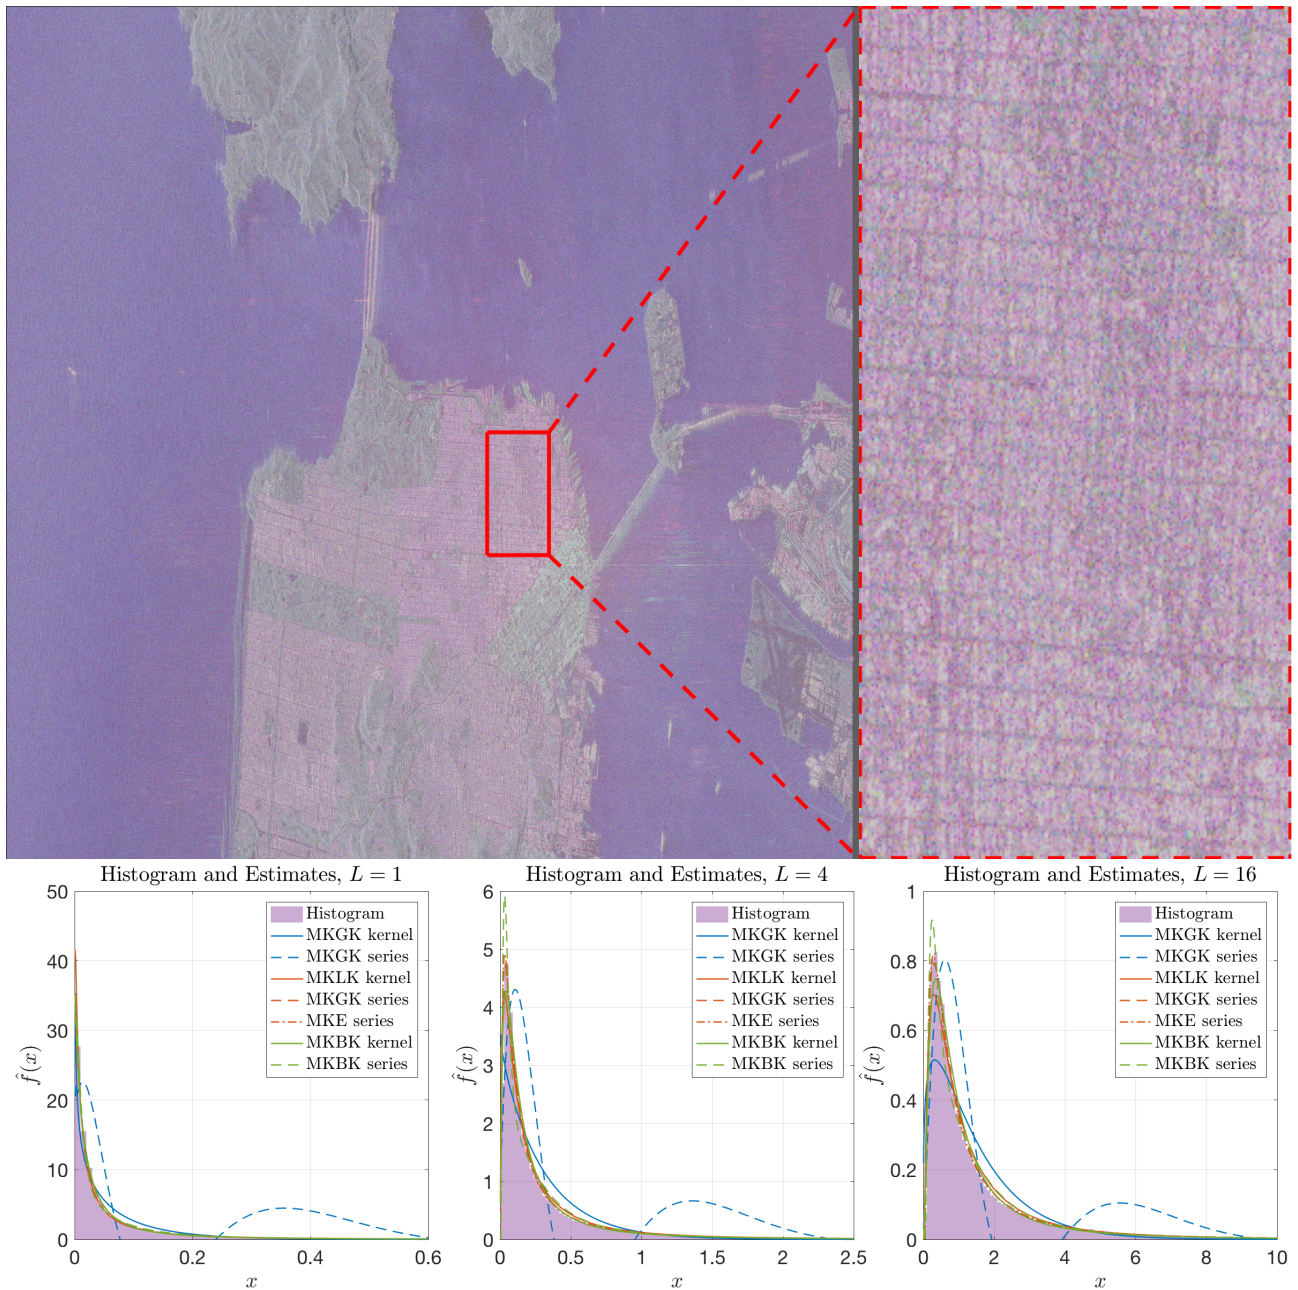 Histogram and Estimates, L = 1
50
40
30
20
10
0
0
0.2
0.4
0.6
f̂(x)
x
Histogram
MKGK kernel
MKGK series
MKLK kernel
MKGK series
MKE series
MKBK kernel
MKBK series
Histogram and Estimates, L = 4
6
5
4
3
2
1
0
0
0.5
1
1.5
2
2.5
f̂(x)
x
Histogram
MKGK kernel
MKGK series
MKLK kernel
MKGK series
MKE series
MKBK kernel
MKBK series
Histogram and Estimates, L = 16
1
0.8
0.6
0.4
0.2
0
0
2
4
6
8
10
f̂(x)
x
Histogram
MKGK kernel
MKGK series
MKLK kernel
MKGK series
MKE series
MKBK kernel
MKBK series